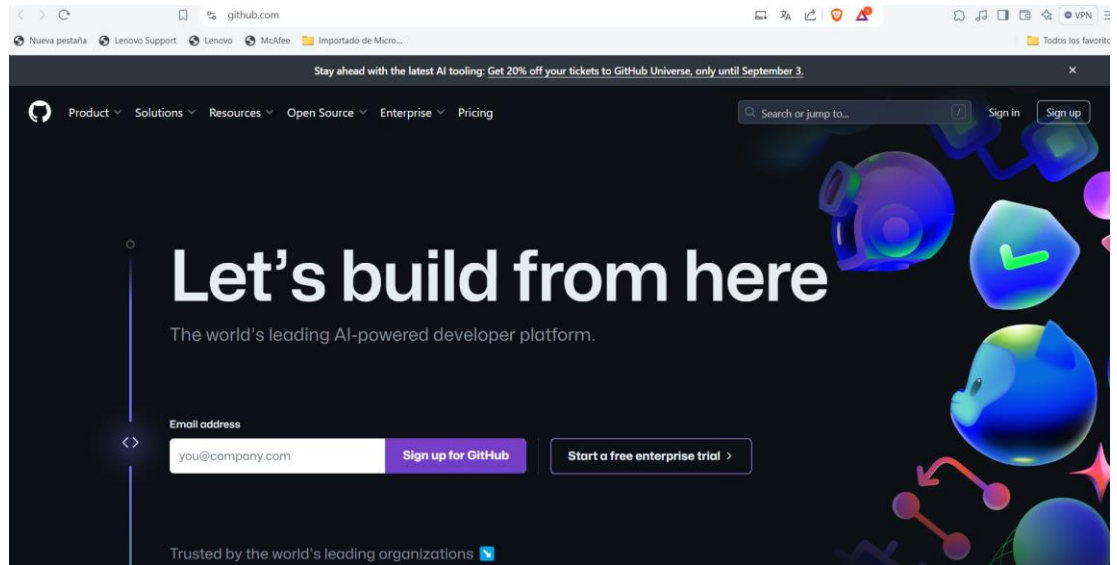 github.com
VPN
Nueva pestaña Lenovo Support Lenovo McAfee Importado de Micro...
Todos los favorito
Stay ahead with the latest AI tooling: Get 20% off your tickets to GitHub Universe, only until September 3.
Product Solutions Resources Open Source Enterprise Pricing
Search or jump to... /
Sign in Sign up
Let's build from here
The world's leading AI-powered developer platform.
Email address
you@company.com Sign up for GitHub Start a free enterprise trial
Trusted by the world's leading organizations